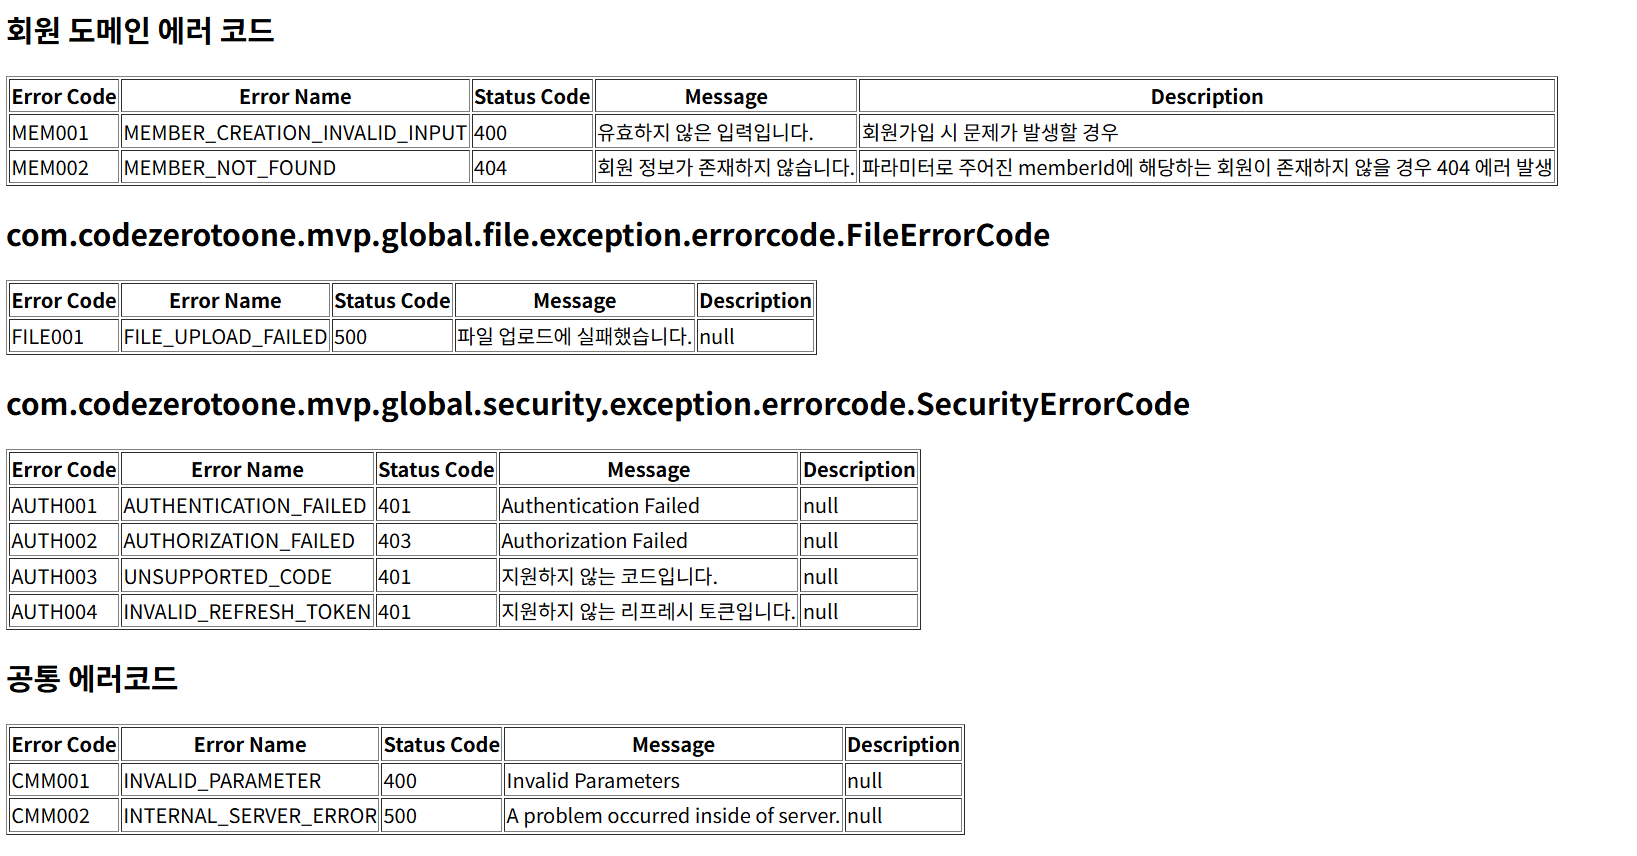 회원 도메인 에러 코드
Error Code Error Name Status Code Message Description
MEM001 MEMBER_CREATION_INVALID_INPUT 400 유효하지 않은 입력입니다. 회원가입 시 문제가 발생할 경우
MEM002 MEMBER_NOT_FOUND 404 회원 정보가 존재하지 않습니다. 파라미터로 주어진 memberId에 해당하는 회원이 존재하지 않을 경우 404 에러 발생
com.codezerotoone.mvp.global.file.exception.errorcode.FileErrorCode
Error Code Error Name Status Code Message Description
FILE001 FILE_UPLOAD_FAILED 500 파일 업로드에 실패했습니다. null
com.codezerotoone.mvp.global.security.exception.errorcode.SecurityErrorCode
Error Code Error Name Status Code Message Description
AUTH001 AUTHENTICATION_FAILED 401 Authentication Failed null
AUTH002 AUTHORIZATION_FAILED 403 Authorization Failed null
AUTH003 UNSUPPORTED_CODE 401 지원하지 않는 코드입니다. null
AUTH004 INVALID_REFRESH_TOKEN 401 지원하지 않는 리프레시 토큰입니다. null
공통 에러코드
Error Code Error Name Status Code Message Description
CMM001 INVALID_PARAMETER 400 Invalid Parameters null
CMM002 INTERNAL_SERVER_ERROR 500 A problem occurred inside of server. null